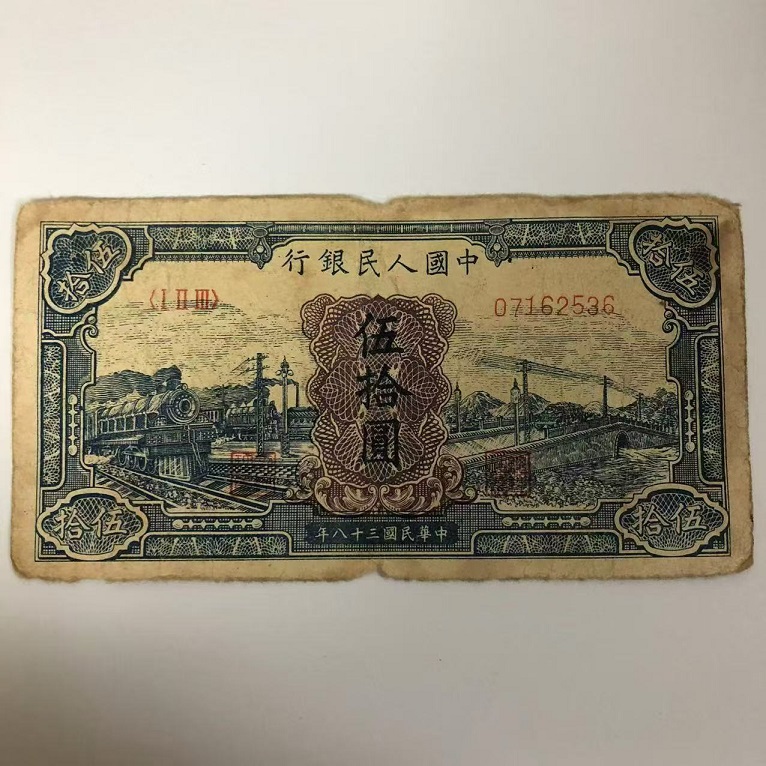 中國人民銀行
伍拾
伍拾
〈I II III〉
07162536
伍拾圓
伍拾
伍拾
中華民國三十八年